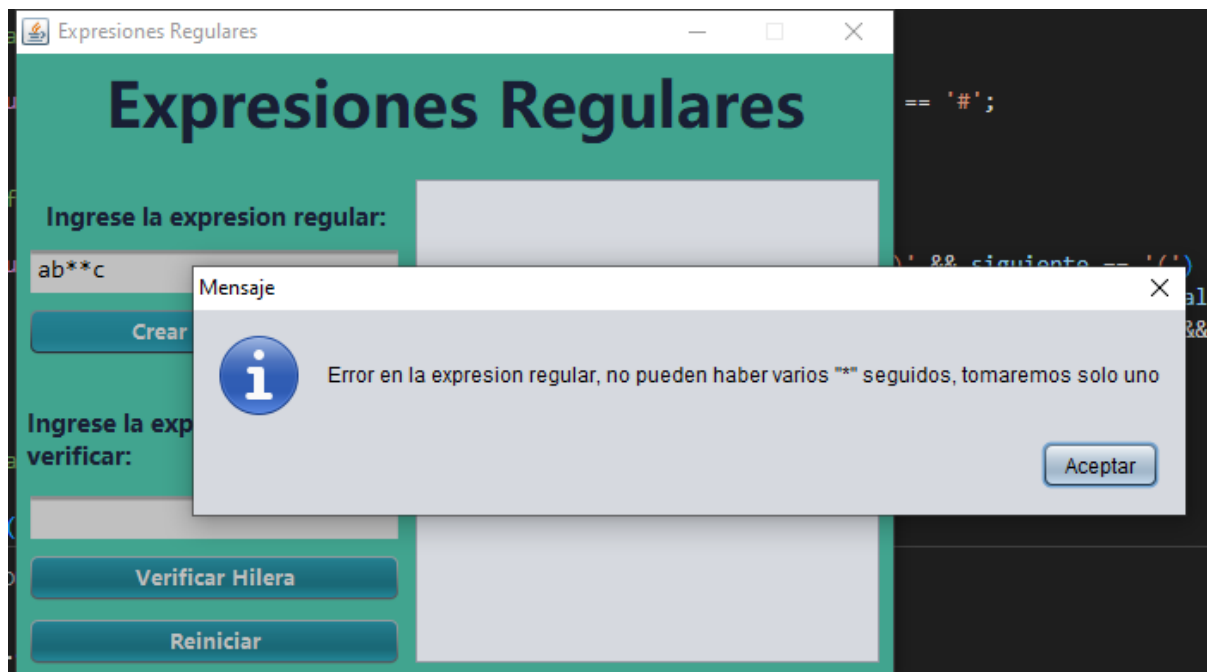 Expresiones Regulares
Expresiones Regulares
== '#';
Ingrese la expresion regular:
ab**c
)' && siguiente == '(')
Mensaje
Crear
&&
Error en la expresion regular, no pueden haber varios "*" seguidos, tomaremos solo uno
Ingrese la exp
verificar:
Aceptar
Verificar Hilera
Reiniciar